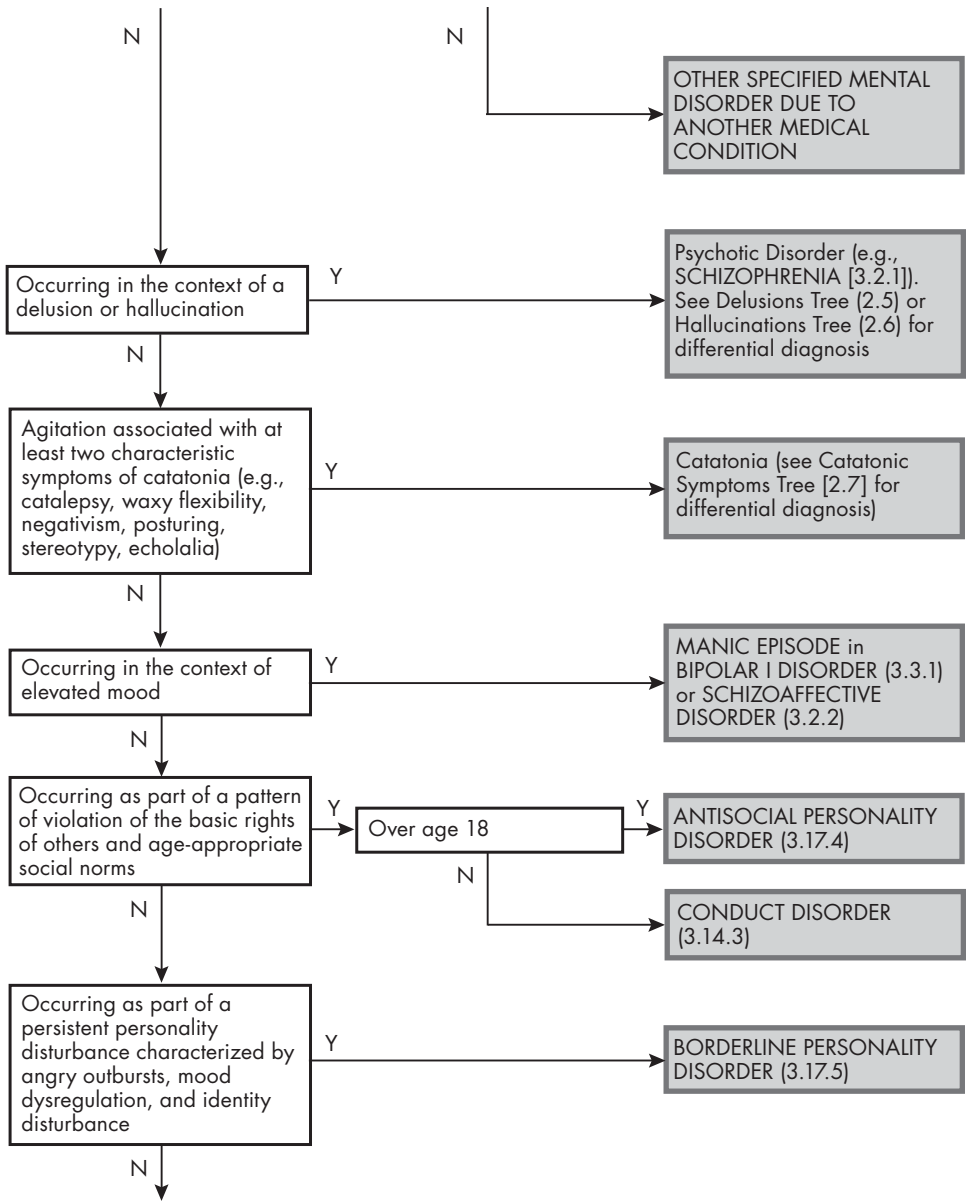 N
N
OTHER SPECIFIED MENTAL
DISORDER DUE TO
ANOTHER MEDICAL
CONDITION
Occurring in the context of a
delusion or hallucination
Y
Psychotic Disorder (e.g.,
SCHIZOPHRENIA [3.2.1]).
See Delusions Tree (2.5) or
Hallucinations Tree (2.6) for
differential diagnosis
N
Agitation associated with at
least two characteristic
symptoms of catatonia (e.g.,
catalepsy, waxy flexibility,
negativism, posturing,
stereotypy, echolalia)
Y
Catatonia (see Catatonic
Symptoms Tree [2.7] for
differential diagnosis)
N
Occurring in the context of
elevated mood
Y
MANIC EPISODE in
BIPOLAR I DISORDER (3.3.1)
or SCHIZOAFFECTIVE
DISORDER (3.2.2)
N
Occurring as part of a pattern
of violation of the basic rights
of others and age-appropriate
social norms
Y
Over age 18
Y
ANTISOCIAL PERSONALITY
DISORDER (3.17.4)
N
CONDUCT DISORDER
(3.14.3)
N
Occurring as part of a
persistent personality
disturbance characterized by
angry outbursts, mood
dysregulation, and identity
disturbance
Y
BORDERLINE PERSONALITY
DISORDER (3.17.5)
N